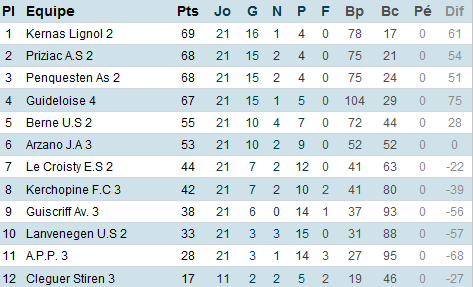 Pl Equipe Pts Jo G N P F Bp Bc Pé Dif
1 Kernas Lignol 2 69 21 16 1 4 0 78 17 0 61
2 Priziac A.S 2 68 21 15 2 4 0 75 21 0 54
3 Penquesten As 2 68 21 15 2 4 0 75 24 0 51
4 Guideloise 4 67 21 15 1 5 0 104 29 0 75
5 Berne U.S 2 55 21 10 4 7 0 72 44 0 28
6 Arzano J.A 3 53 21 10 2 9 0 52 52 0 0
7 Le Croisty E.S 2 44 21 7 2 12 0 41 63 0 -22
8 Kerchopine F.C 3 42 21 7 2 10 2 41 80 0 -39
9 Guiscriff Av. 3 38 21 6 0 14 1 37 93 0 -56
10 Lanvenegen U.S 2 33 21 3 3 15 0 31 88 0 -57
11 A.P.P. 3 28 21 3 1 14 3 27 95 0 -68
12 Cleguer Stiren 3 17 11 2 2 5 2 19 46 0 -27